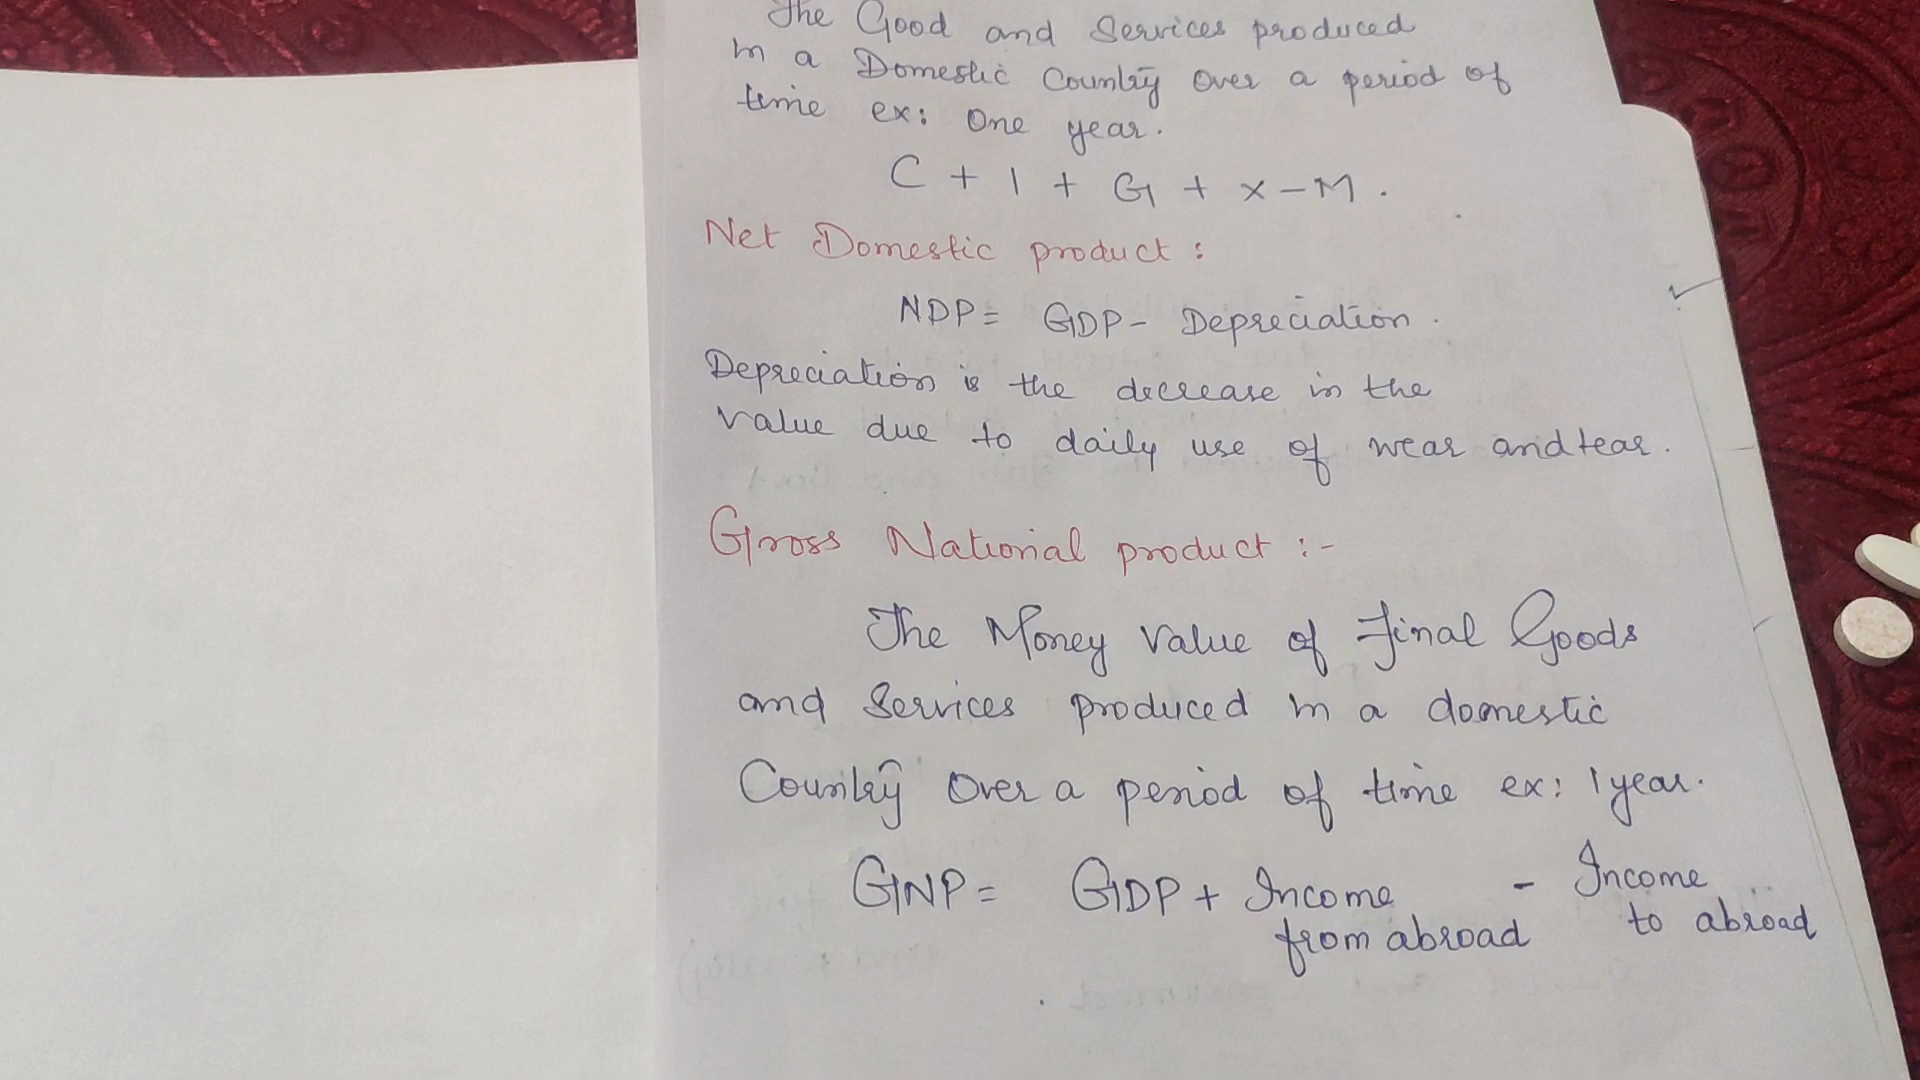 The Good and Services produced
in a Domestic Country over a period of
time ex: One year.
C + I + G + x - M.
Net Domestic product :
NDP = GDP - Depreciation.
Depreciation is the decrease in the
value due to daily use of wear and tear.
Gross National product :-
The Money Value of Final Goods
and Services produced in a domestic
Country Over a period of time ex: 1 year.
GNP = GDP + Income from abroad - Income to abroad